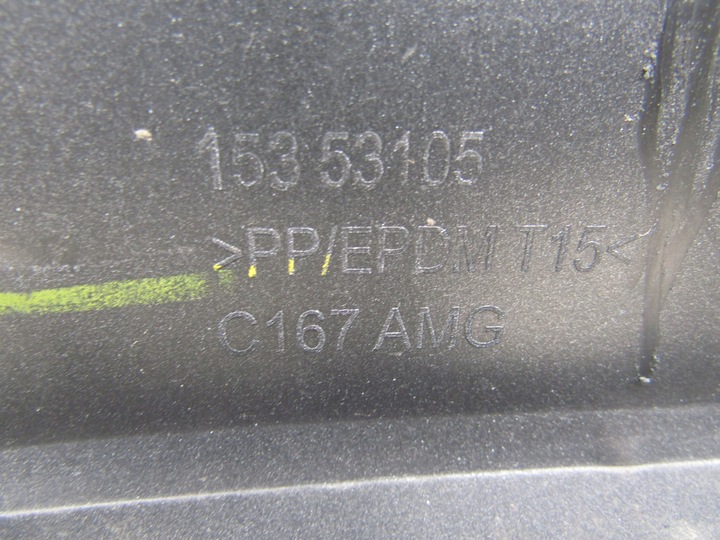 153 53105
>PP/EPDM T15<
C167 AMG